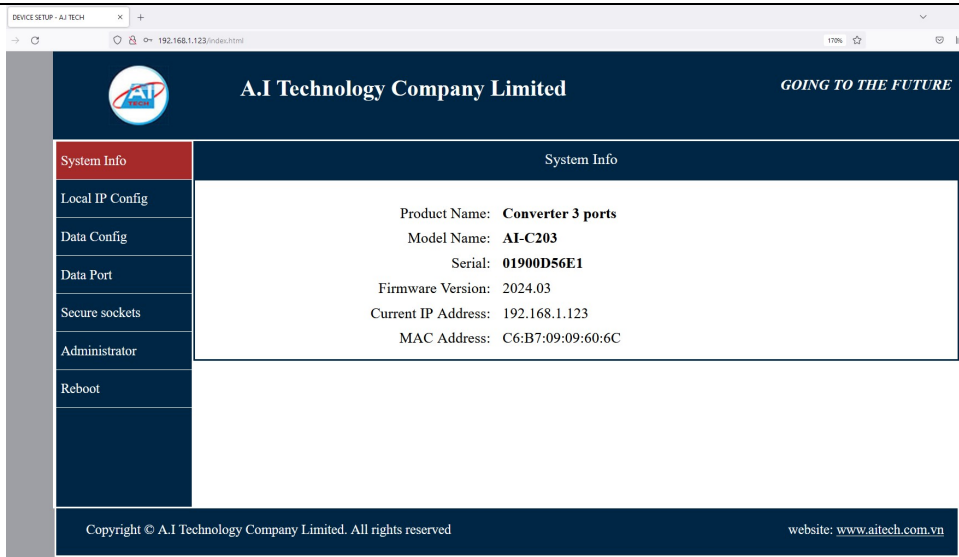 DEVICE SETUP - A.I TECH
192.168.1.123/index.html
170%
AI
TECH
A.I Technology Company Limited
GOING TO THE FUTURE
System Info
Local IP Config
Data Config
Data Port
Secure sockets
Administrator
Reboot
System Info
Product Name: Converter 3 ports
Model Name: AI-C203
Serial: 01900D56E1
Firmware Version: 2024.03
Current IP Address: 192.168.1.123
MAC Address: C6:B7:09:09:60:6C
Copyright © A.I Technology Company Limited. All rights reserved
website: www.aitech.com.vn